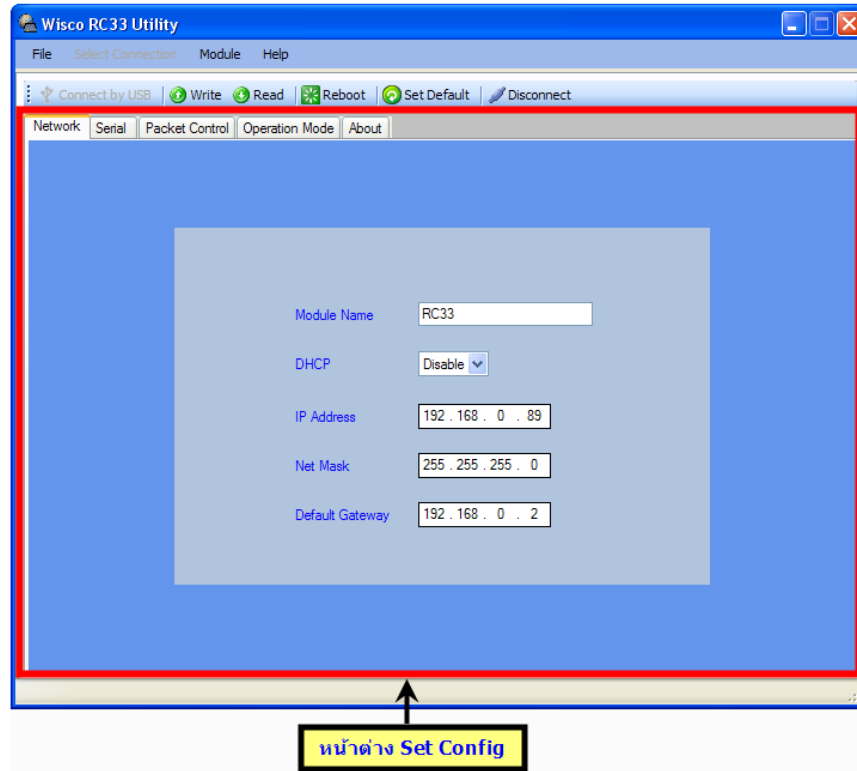 Wisco RC33 Utility
File Select Connection Module Help
Connect by USB Write Read Reboot Set Default Disconnect
Network Serial Packet Control Operation Mode About
Module Name RC33
DHCP Disable
IP Address 192 . 168 . 0 . 89
Net Mask 255 . 255 . 255 . 0
Default Gateway 192 . 168 . 0 . 2
หน้าต่าง Set Config